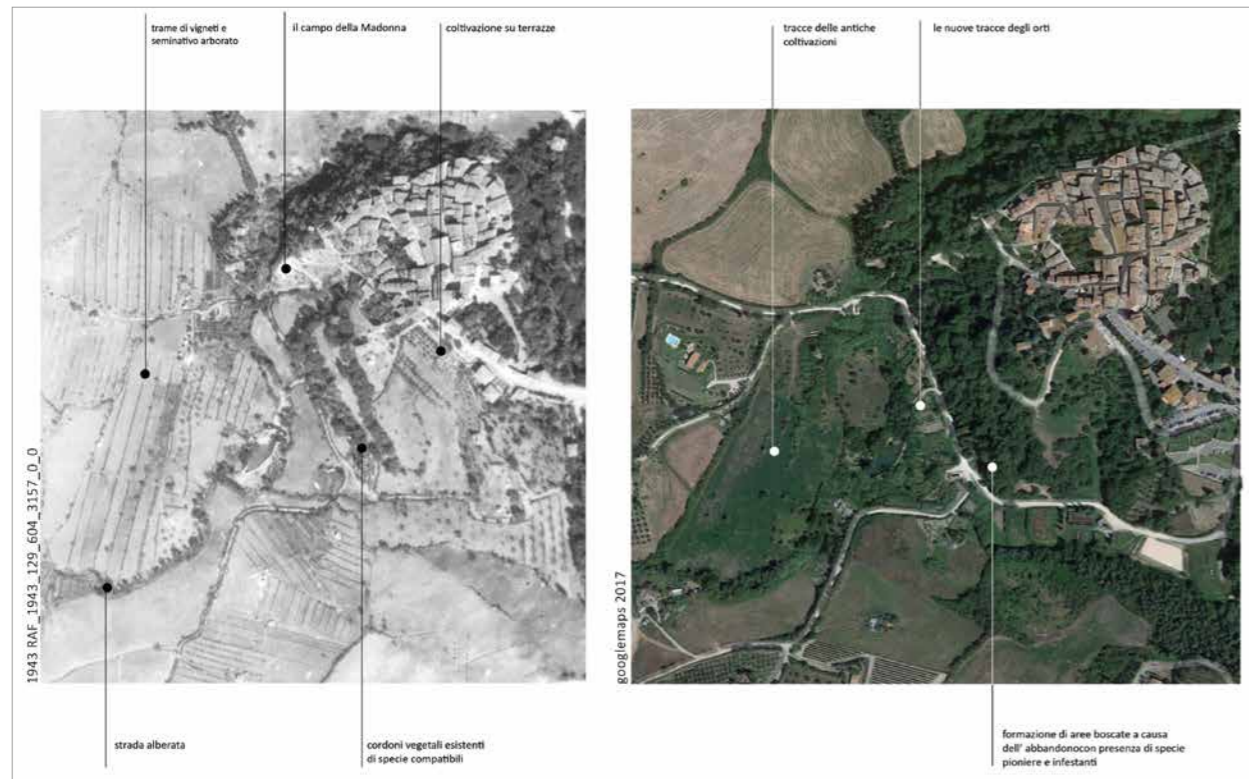 trame di vigneti e
seminativo arborato
il campo della Madonna
coltivazione su terrazze
tracce delle antiche
coltivazioni
le nuove tracce degli orti
1943 RAF_1943_129_604_3157_0_0
googlemaps 2017
strada alberata
cordoni vegetali esistenti
di specie compatibili
formazione di aree boscate a causa
dell' abbandonocon presenza di specie
pioniere e infestanti